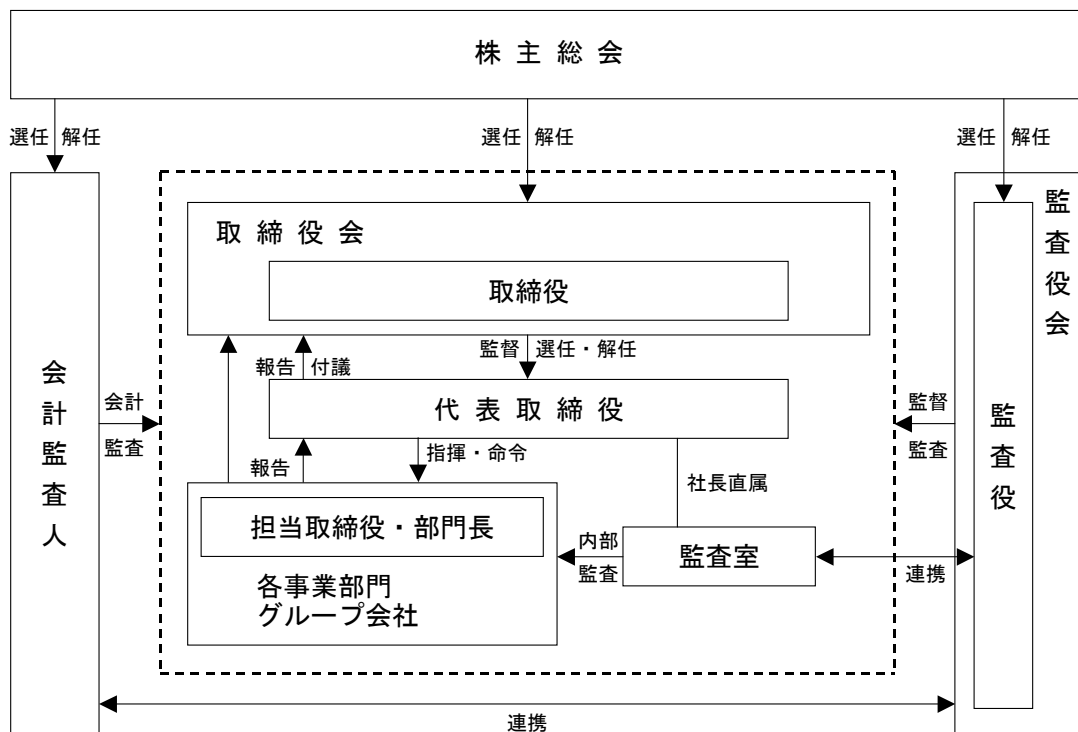 株主総会
選任 解任
選任 解任
選任 解任
監査役会
取締役会
取締役
監査役
会計監査人
報告 付議
監督 選任・解任
代表取締役
会計
監査
監督
監査
報告
指揮・命令
社長直属
担当取締役・部門長
各事業部門
グループ会社
内部
監査
監査室
連携
連携